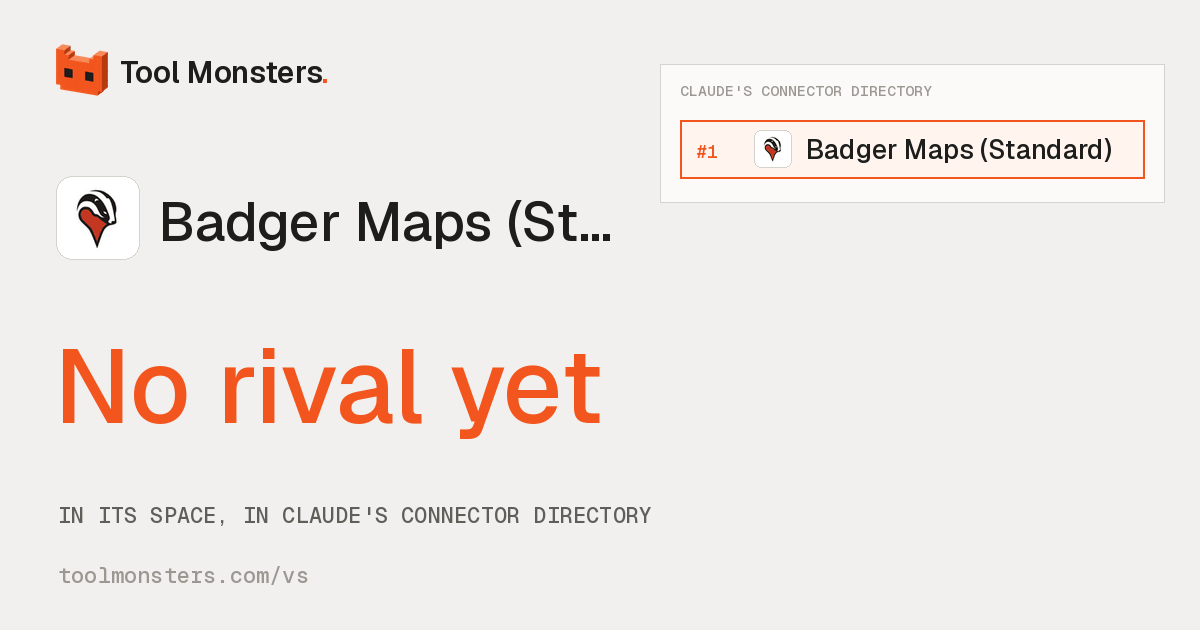 Tool Monsters.
CLAUDE'S CONNECTOR DIRECTORY
#1 Badger Maps (Standard)
Badger Maps (St...
No rival yet
IN ITS SPACE, IN CLAUDE'S CONNECTOR DIRECTORY
toolmonsters.com/vs